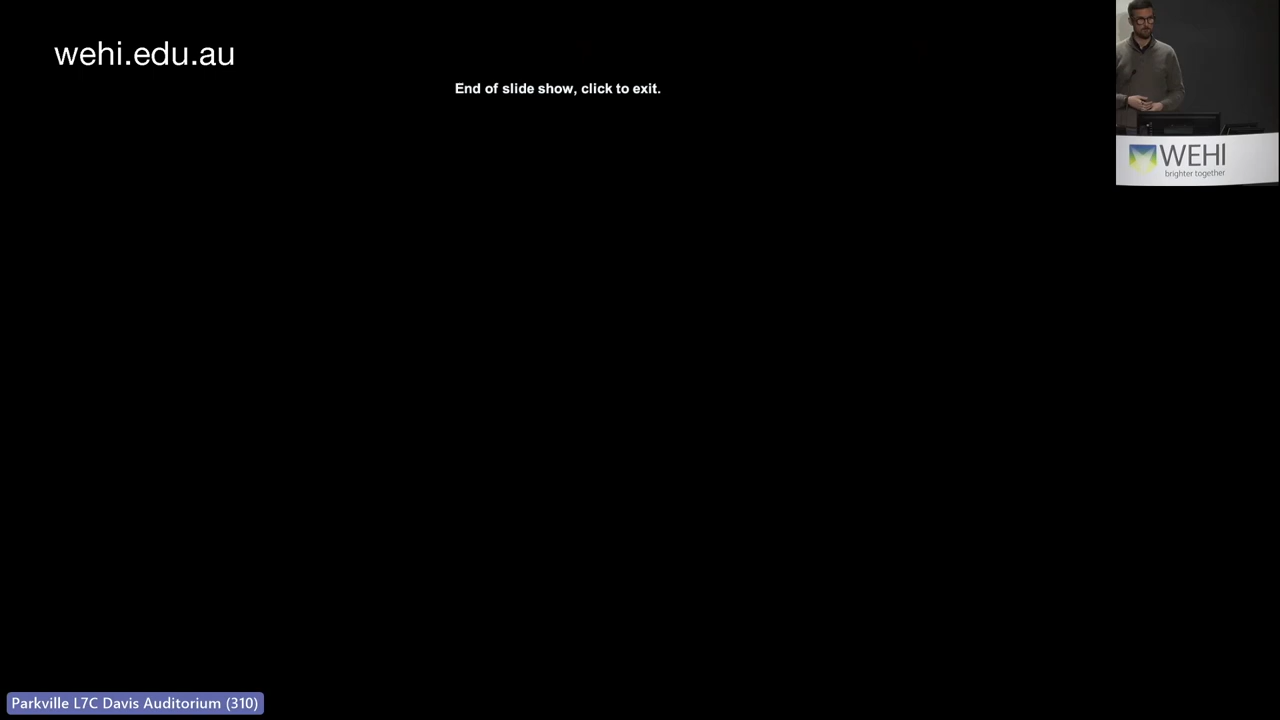 wehi.edu.au
End of slide show, click to exit.
WEHI
brighter together
Parkville L7C Davis Auditorium (310)